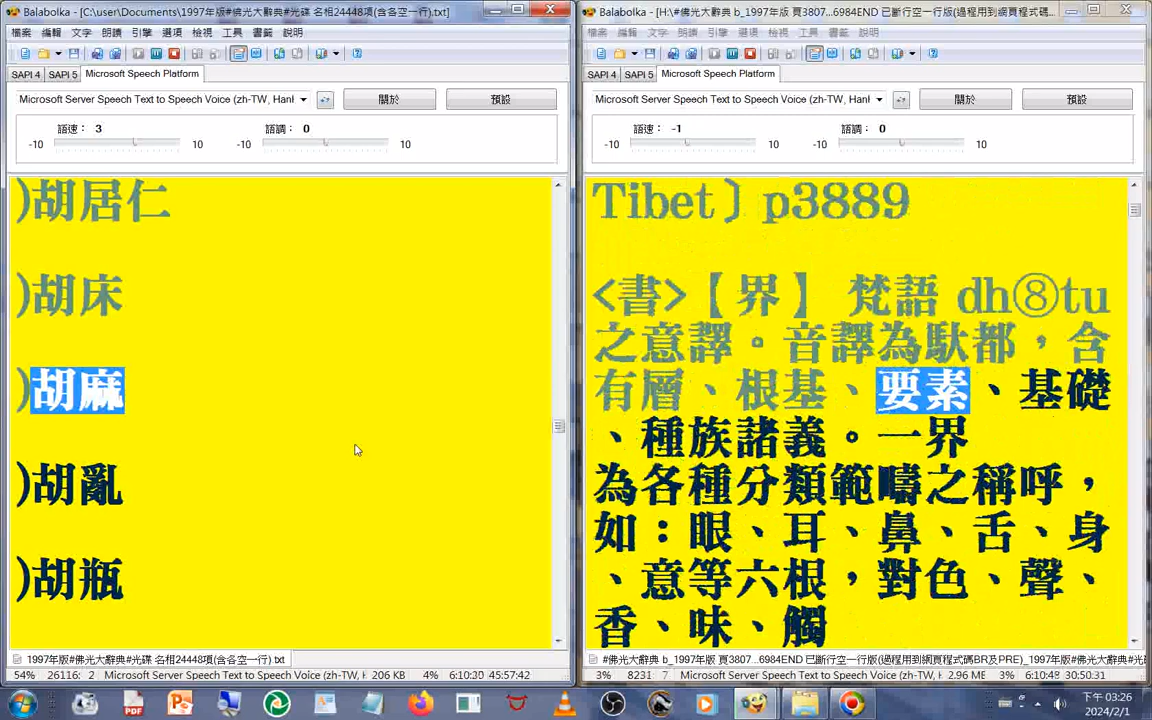 Balabolka - [C:\user\Documents\1997年版#佛光大辭典#光碟 名相24448項(含各空一行).txt]
檔案 編輯 文字 朗讀 引擎 選項 檢視 工具 書籤 說明
SAPI 4 SAPI 5 Microsoft Speech Platform
Microsoft Server Speech Text to Speech Voice (zh-TW, Hanl
關於
預設
語速： 3
語調： 0
-10 10 -10 10
)胡居仁
)胡床
)胡麻
)胡亂
)胡瓶
1997年版#佛光大辭典#光碟 名相24448項(含各空一行).txt
54% 26116: 2 Microsoft Server Speech Text to Speech Voice (zh-TW, H 206 KB 4% 6:10:30 45:57:42
Balabolka - [H:\#佛光大辭典 b_1997年版 頁3807...6984END 已斷行空一行版(過程用到網頁程式碼
檔案 編輯 文字 朗讀 引擎 選項 檢視 工具 書籤 說明
SAPI 4 SAPI 5 Microsoft Speech Platform
Microsoft Server Speech Text to Speech Voice (zh-TW, Hanl
關於
預設
語速： -1
語調： 0
-10 10 -10 10
Tibet〕p3889
<書>【界】 梵語 dh⑧tu
之意譯。音譯為馱都，含
有層、根基、要素、基礎
、種族諸義。一界
為各種分類範疇之稱呼，
如：眼、耳、鼻、舌、身
、意等六根，對色、聲、
香、味、觸
#佛光大辭典 b_1997年版 頁3807...6984END 已斷行空一行版(過程用到網頁程式碼BR及PRE)_1997年版#光
3% 8231: 7 Microsoft Server Speech Text to Speech Voice (zh-TW, H 2.96 MB 3% 6:10:48 30:50:31
下午 03:26
2024/2/1